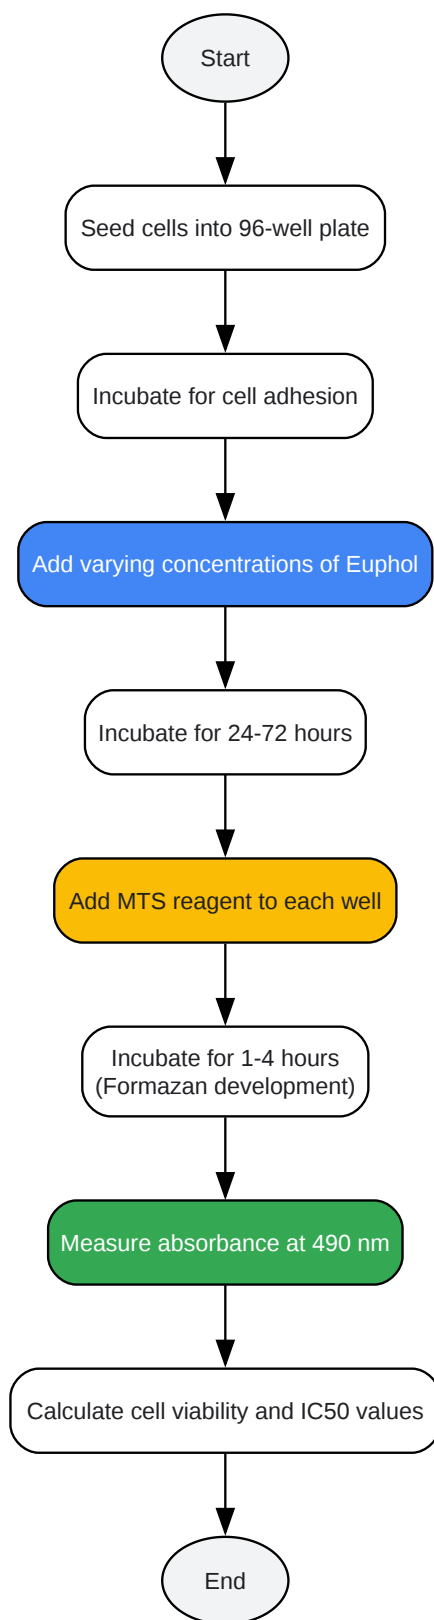 Start
Seed cells into 96-well plate
Incubate for cell adhesion
Add varying concentrations of Euphol
Incubate for 24-72 hours
Add MTS reagent to each well
Incubate for 1-4 hours
(Formazan development)
Measure absorbance at 490 nm
Calculate cell viability and IC50 values
End